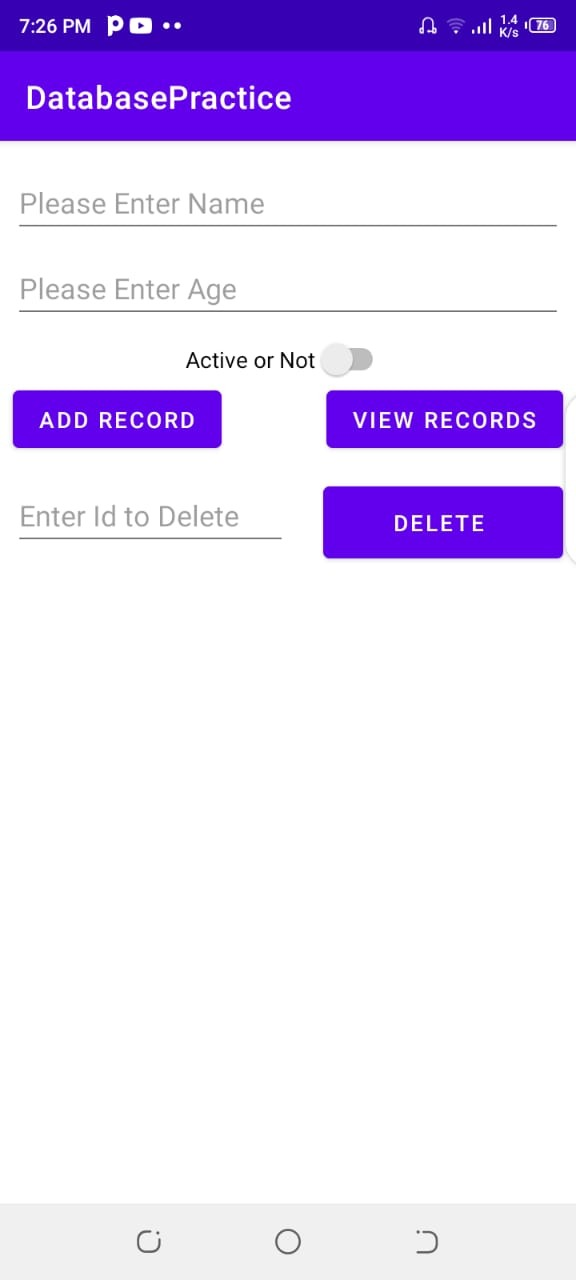 7:26 PM 1.4 K/s 76
DatabasePractice
Please Enter Name
Please Enter Age
Active or Not
ADD RECORD VIEW RECORDS
Enter Id to Delete DELETE